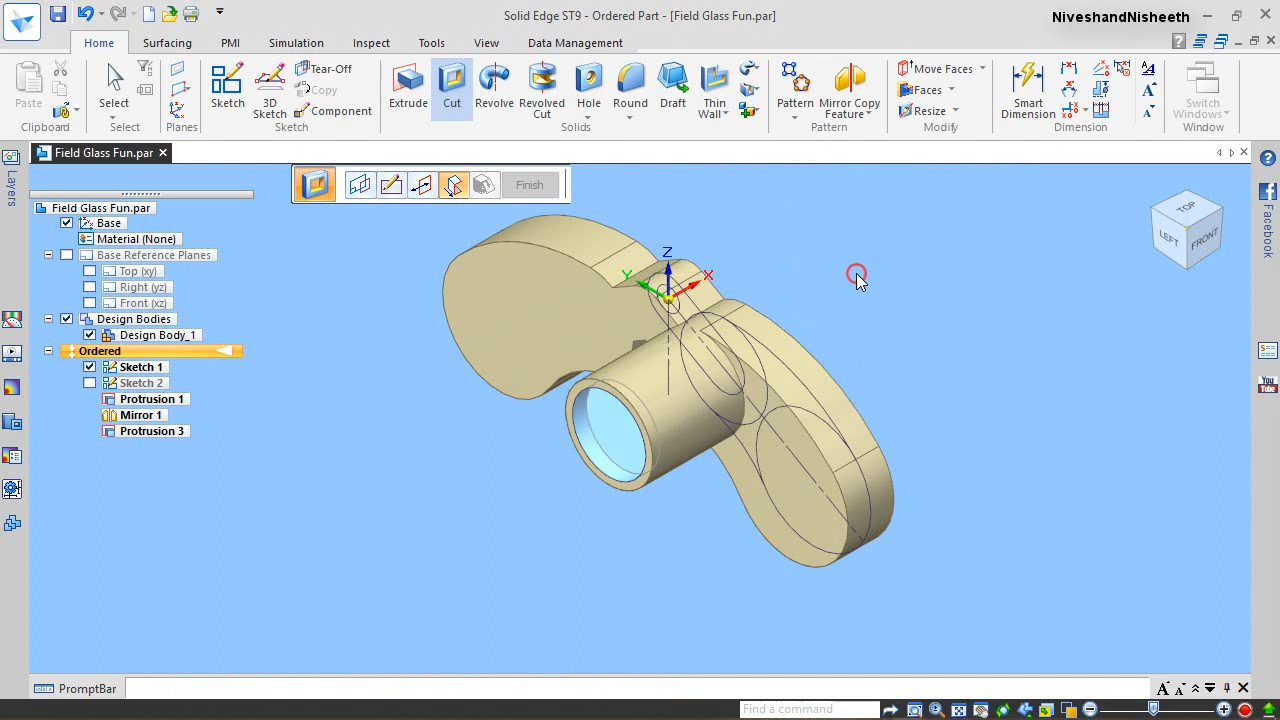 Solid Edge ST9 - Ordered Part - [Field Glass Fun.par]
NiveshandNisheeth
Home
Surfacing
PMI
Simulation
Inspect
Tools
View
Data Management
Paste
Select
Sketch
3D Sketch
Tear-Off
Copy
Component
Extrude
Cut
Revolve
Revolved Cut
Hole
Round
Draft
Thin Wall
Pattern
Mirror Copy Feature
Move Faces
Faces
Resize
Smart Dimension
Switch Windows
Clipboard
Select
Planes
Sketch
Solids
Pattern
Modify
Dimension
Window
Field Glass Fun.par
Layers
Finish
Field Glass Fun.par
Base
Material (None)
Base Reference Planes
Top (xy)
Right (yz)
Front (xz)
Design Bodies
Design Body_1
Ordered
Sketch 1
Sketch 2
Protrusion 1
Mirror 1
Protrusion 3
Z
Y
X
TOP
LEFT
FRONT
Facebook
You
Tube
PromptBar
Find a command